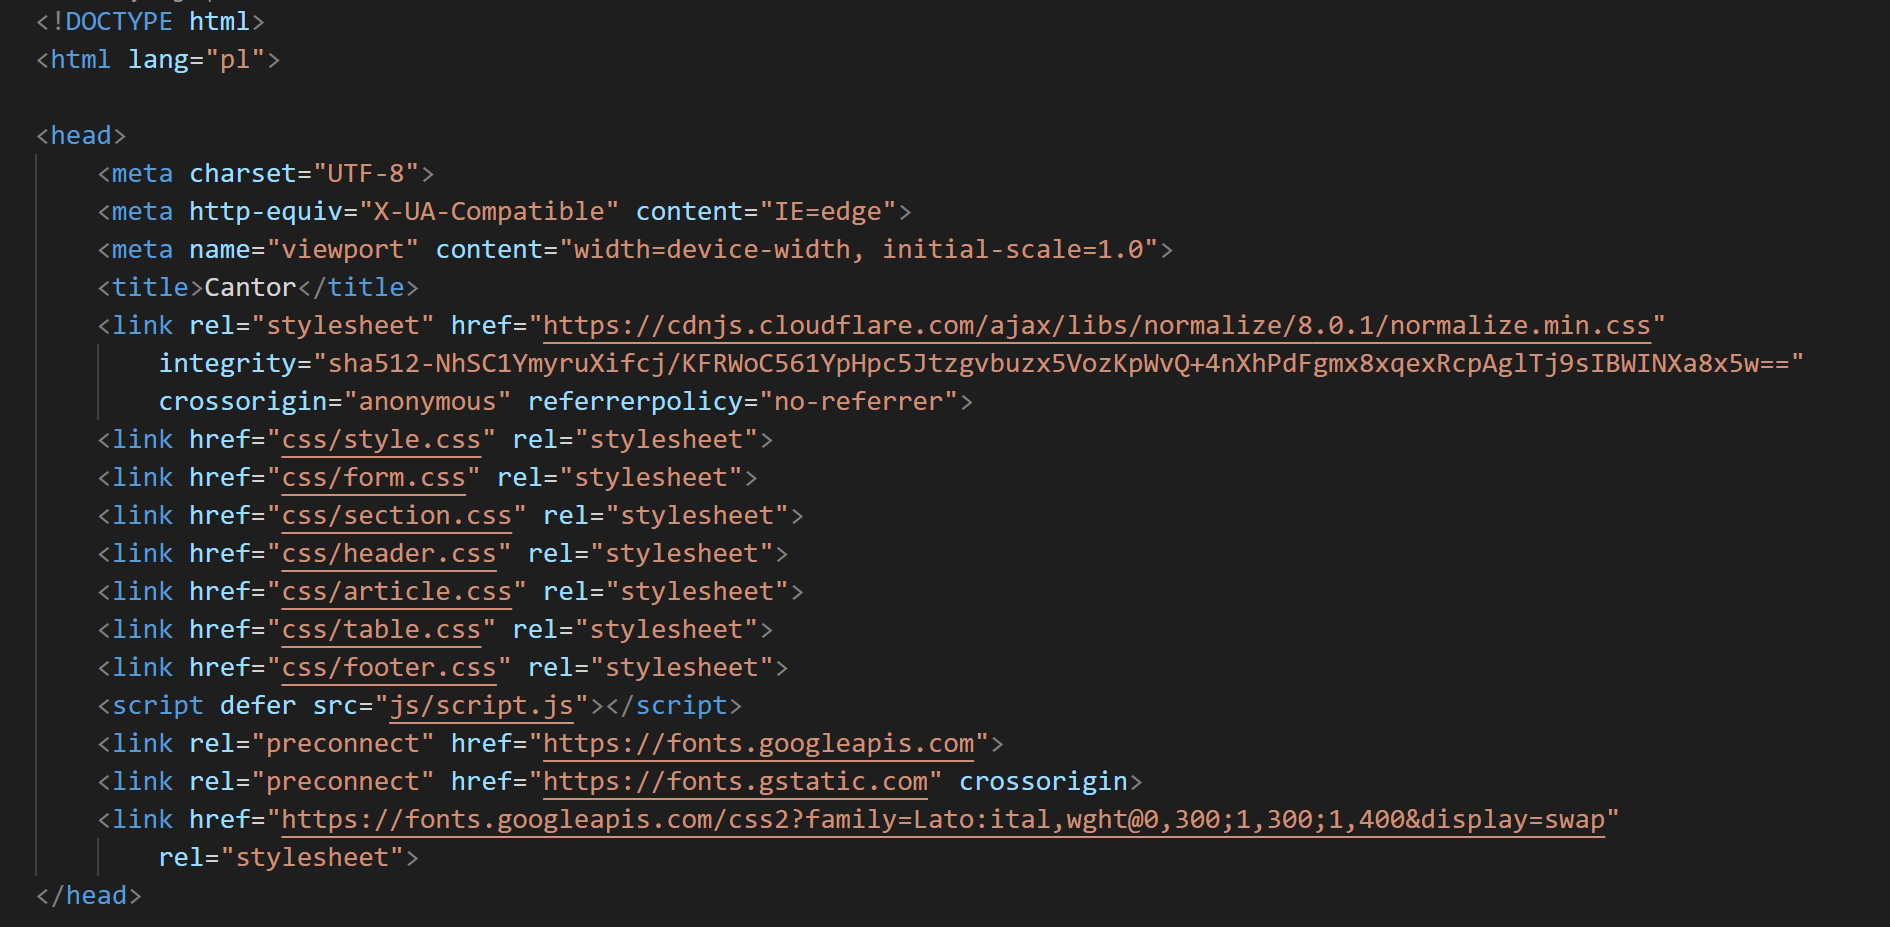 <!DOCTYPE html>
<html lang="pl">
<head>
<meta charset="UTF-8">
<meta http-equiv="X-UA-Compatible" content="IE=edge">
<meta name="viewport" content="width=device-width, initial-scale=1.0">
<title>Cantor</title>
<link rel="stylesheet" href="https://cdnjs.cloudflare.com/ajax/libs/normalize/8.0.1/normalize.min.css"
integrity="sha512-NhSC1YmyruXifcj/KFRWoC561YpHpc5Jtzgvbuzx5VozKpWvQ+4nXhPdFgmx8xqexRcpAglTj9sIBWINXa8x5w=="
crossorigin="anonymous" referrerpolicy="no-referrer">
<link href="css/style.css" rel="stylesheet">
<link href="css/form.css" rel="stylesheet">
<link href="css/section.css" rel="stylesheet">
<link href="css/header.css" rel="stylesheet">
<link href="css/article.css" rel="stylesheet">
<link href="css/table.css" rel="stylesheet">
<link href="css/footer.css" rel="stylesheet">
<script defer src="js/script.js"></script>
<link rel="preconnect" href="https://fonts.googleapis.com">
<link rel="preconnect" href="https://fonts.gstatic.com" crossorigin>
<link href="https://fonts.googleapis.com/css2?family=Lato:ital,wght@0,300;1,300;1,400&display=swap"
rel="stylesheet">
</head>